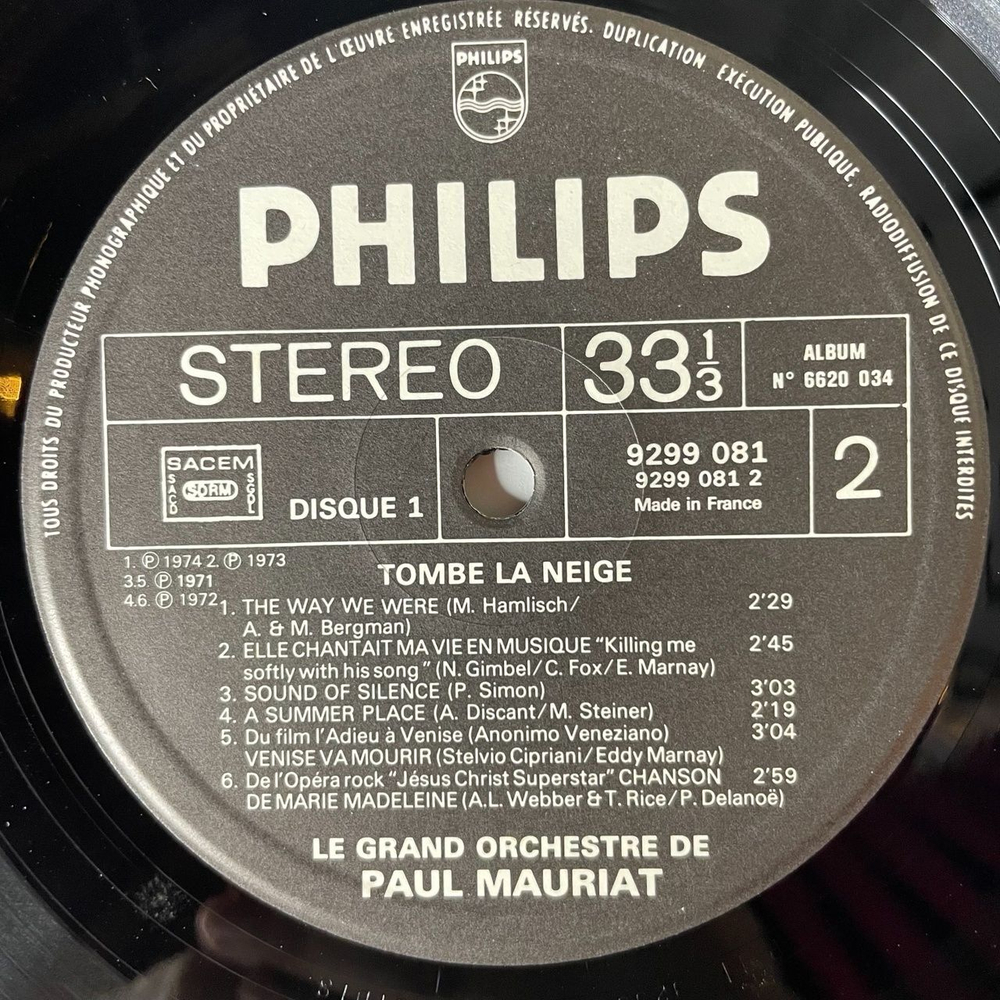 TOUS DROITS DU PRODUCTEUR PHONOGRAPHIQUE ET DU PROPRIÉTAIRE DE L'ŒUVRE ENREGISTRÉE RÉSERVÉS. DUPLICATION EXÉCUTION PUBLIQUE, RADIODIFFUSION DE CE DISQUE INTERDITES
PHILIPS
PHILIPS
STEREO
33 1/3
ALBUM
N° 6620 034
SACEM
SACD
SDRM
SGDL
DISQUE 1
9299 081
9299 081 2
Made in France
2
1. Ⓟ 1974 2. Ⓟ 1973
3.5 Ⓟ 1971
4.6. Ⓟ 1972
TOMBE LA NEIGE
1. THE WAY WE WERE (M. Hamlisch/ 2'29
A. & M. Bergman)
2. ELLE CHANTAIT MA VIE EN MUSIQUE “Killing me 2'45
softly with his song” (N. Gimbel/C. Fox/E. Marnay)
3. SOUND OF SILENCE (P. Simon) 3'03
4. A SUMMER PLACE (A. Discant/M. Steiner) 2'19
5. Du film l'Adieu à Venise (Anonimo Veneziano) 3'04
VENISE VA MOURIR (Stelvio Cipriani/Eddy Marnay)
6. De l'Opéra rock “Jésus Christ Superstar” CHANSON 2'59
DE MARIE MADELEINE (A.L. Webber & T. Rice/P. Delanoë)
LE GRAND ORCHESTRE DE
PAUL MAURIAT